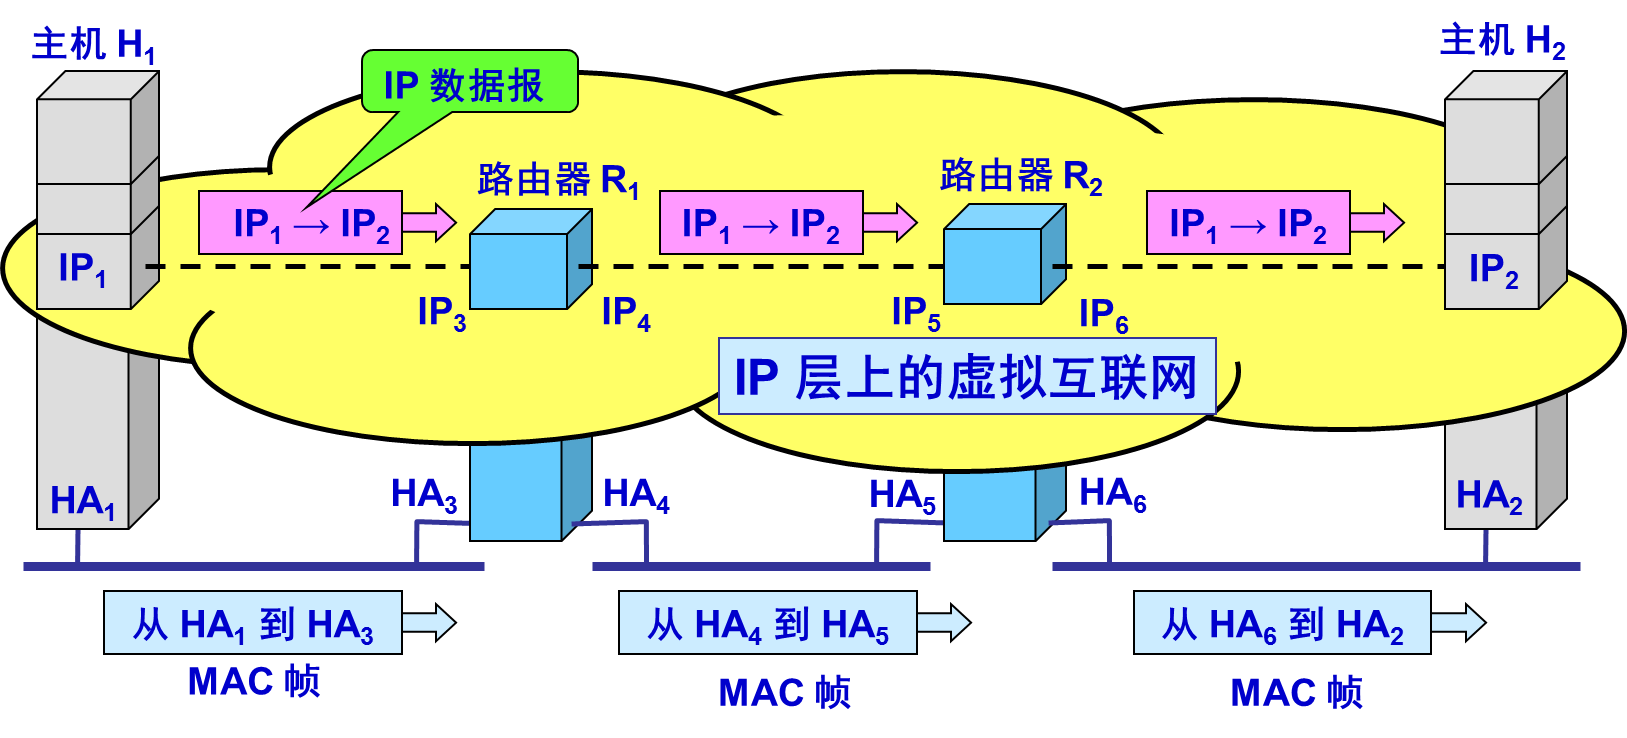 主机 H₁
主机 H₂
IP 数据报
路由器 R₁
路由器 R₂
IP₁ → IP₂
IP₁ → IP₂
IP₁ → IP₂
IP₁
IP₂
IP₃
IP₄
IP₅
IP₆
IP 层上的虚拟互联网
HA₁
HA₃
HA₄
HA₅
HA₆
HA₂
从 HA₁ 到 HA₃
从 HA₄ 到 HA₅
从 HA₆ 到 HA₂
MAC 帧
MAC 帧
MAC 帧